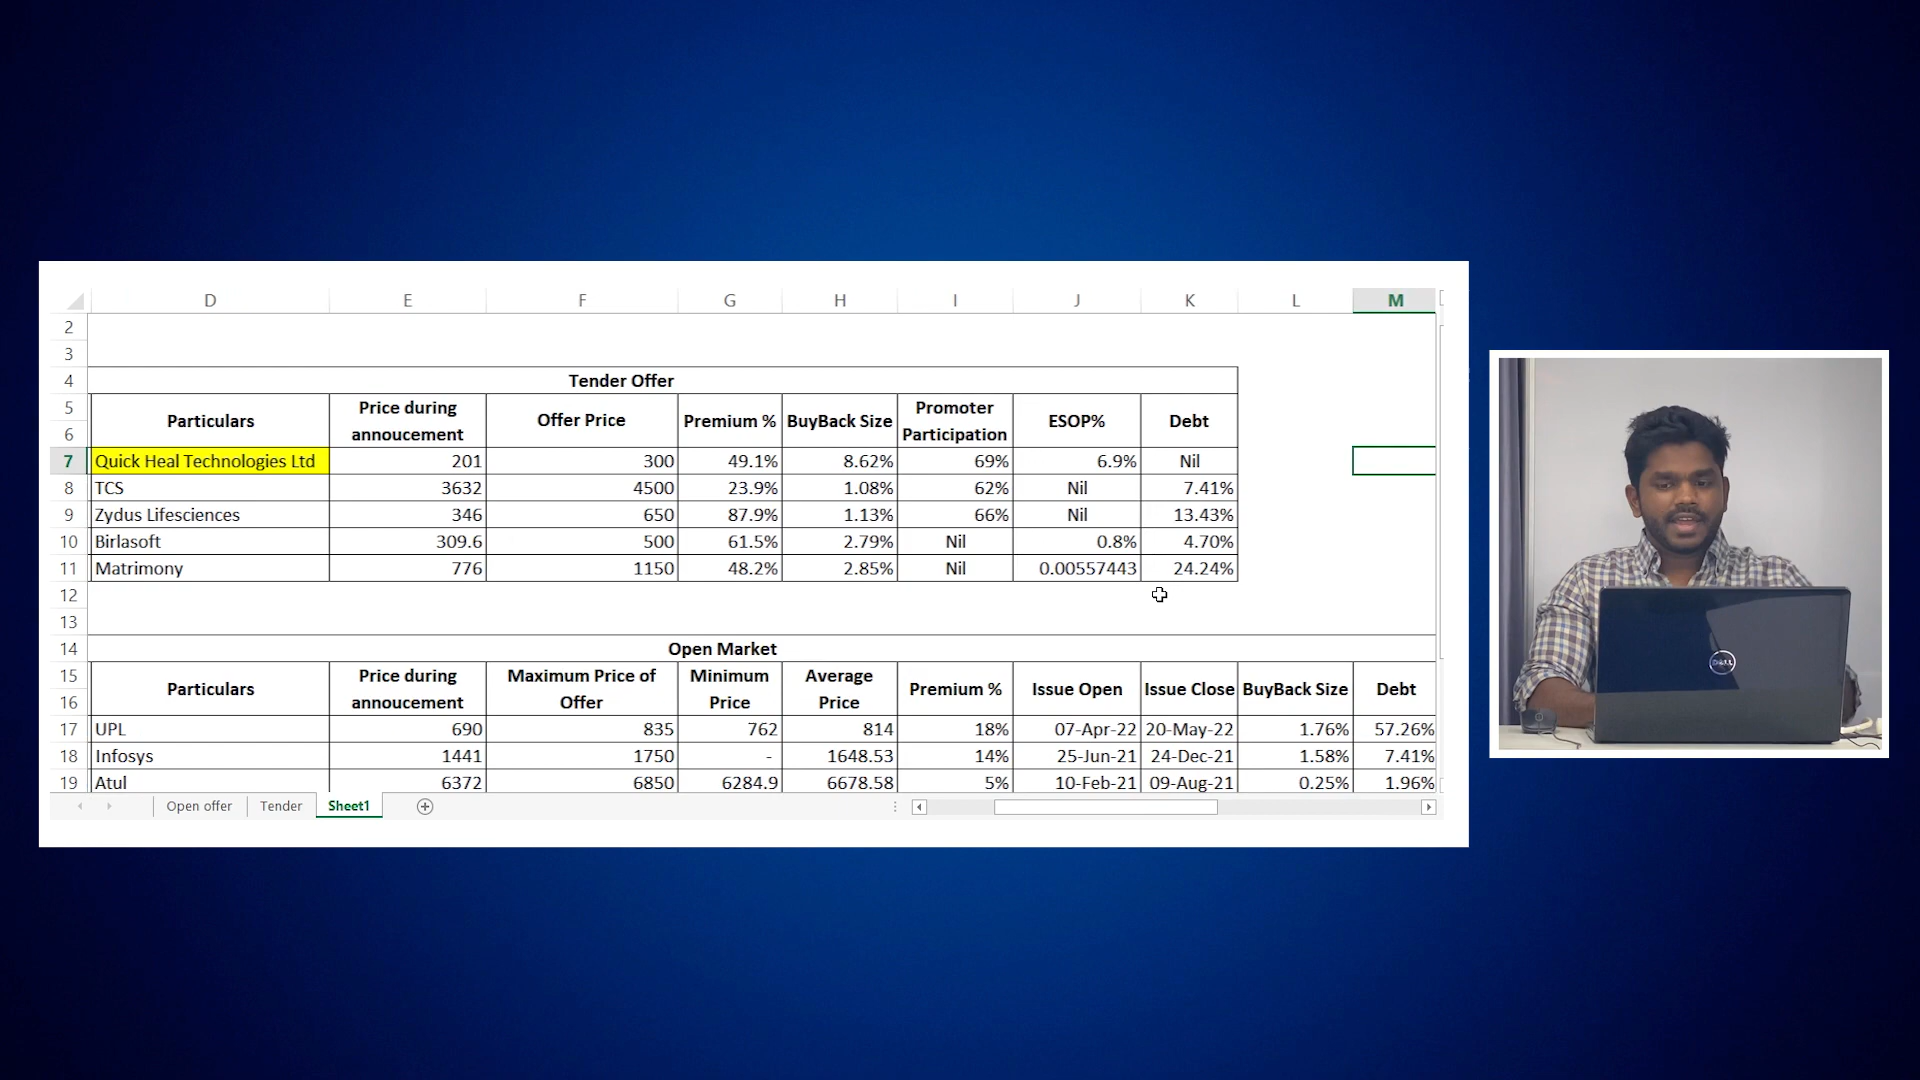 D E F G H I J K L M
2
3
4 Tender Offer
5 Particulars Price during annoucement Offer Price Premium % BuyBack Size Promoter Participation ESOP% Debt
6
7 Quick Heal Technologies Ltd 201 300 49.1% 8.62% 69% 6.9% Nil
8 TCS 3632 4500 23.9% 1.08% 62% Nil 7.41%
9 Zydus Lifesciences 346 650 87.9% 1.13% 66% Nil 13.43%
10 Birlasoft 309.6 500 61.5% 2.79% Nil 0.8% 4.70%
11 Matrimony 776 1150 48.2% 2.85% Nil 0.00557443 24.24%
12
13
14 Open Market
15 Particulars Price during annoucement Maximum Price of Offer Minimum Price Average Price Premium % Issue Open Issue Close BuyBack Size Debt
16
17 UPL 690 835 762 814 18% 07-Apr-22 20-May-22 1.76% 57.26%
18 Infosys 1441 1750 - 1648.53 14% 25-Jun-21 24-Dec-21 1.58% 7.41%
19 Atul 6372 6850 6284.9 6678.58 5% 10-Feb-21 09-Aug-21 0.25% 1.96%
Open offer Tender Sheet1
DELL